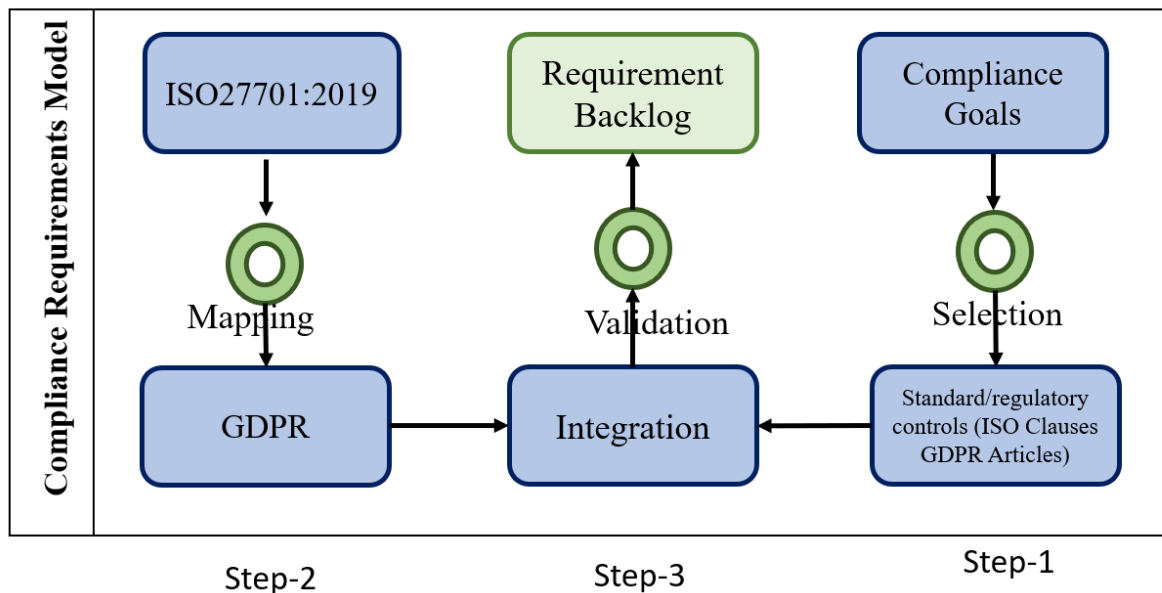 Compliance Requirements Model
ISO27701:2019
Mapping
GDPR
Step-2
Requirement
Backlog
Validation
Integration
Step-3
Compliance
Goals
Selection
Standard/regulatory
controls (ISO Clauses
GDPR Articles)
Step-1